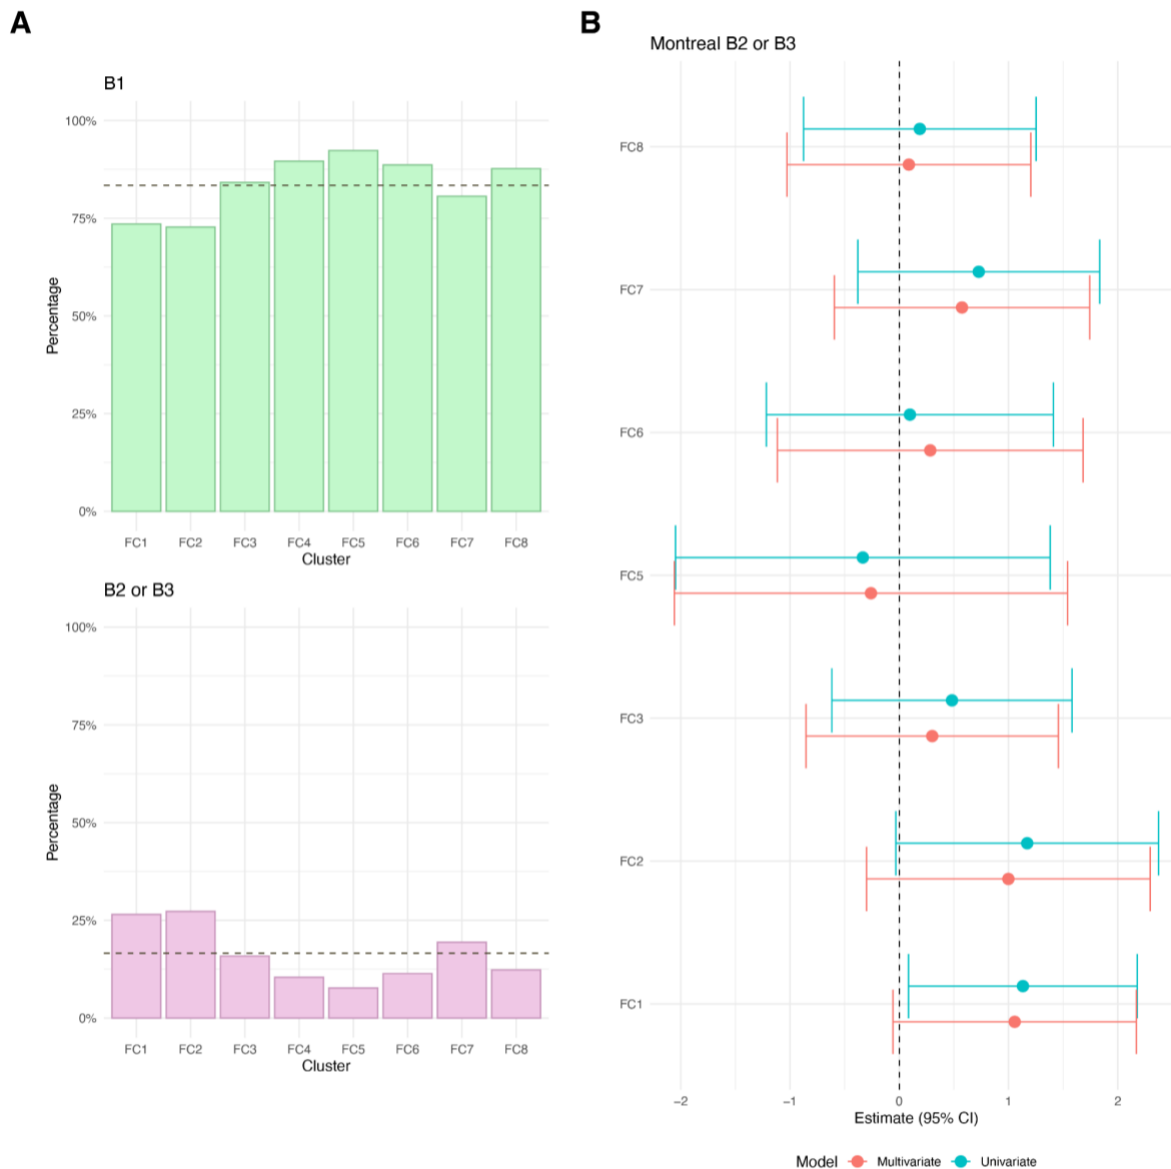 A
B1
100%
75%
50%
25%
0%
Percentage
FC1 FC2 FC3 FC4 FC5 FC6 FC7 FC8
Cluster
B2 or B3
100%
75%
50%
25%
0%
Percentage
FC1 FC2 FC3 FC4 FC5 FC6 FC7 FC8
Cluster
B
Montreal B2 or B3
FC8
FC7
FC6
FC5
FC3
FC2
FC1
−2 −1 0 1 2
Estimate (95% CI)
Model Multivariate Univariate